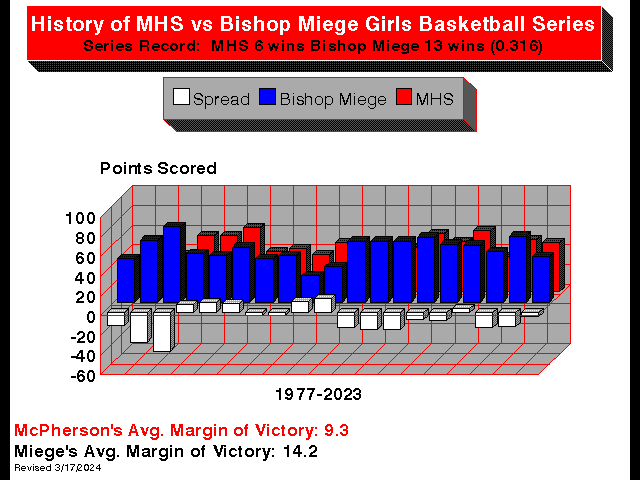 History of MHS vs Bishop Miege Girls Basketball Series
Series Record: MHS 6 wins Bishop Miege 13 wins (0.316)
Spread Bishop Miege MHS
Points Scored
100
80
60
40
20
0
-20
-40
-60
1977-2023
McPherson's Avg. Margin of Victory: 9.3
Miege's Avg. Margin of Victory: 14.2
Revised 3/17/2024